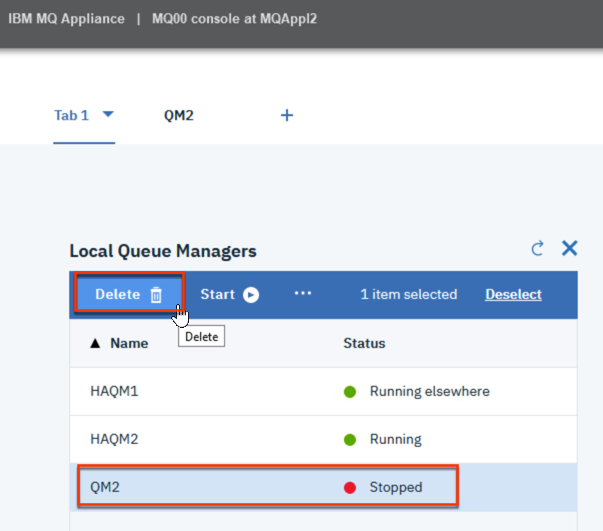 IBM MQ Appliance | MQ00 console at MQAppl2
Tab 1 QM2 +
Local Queue Managers
Delete Start ... 1 item selected Deselect
Delete
Name Status
HAQM1 Running elsewhere
HAQM2 Running
QM2 Stopped